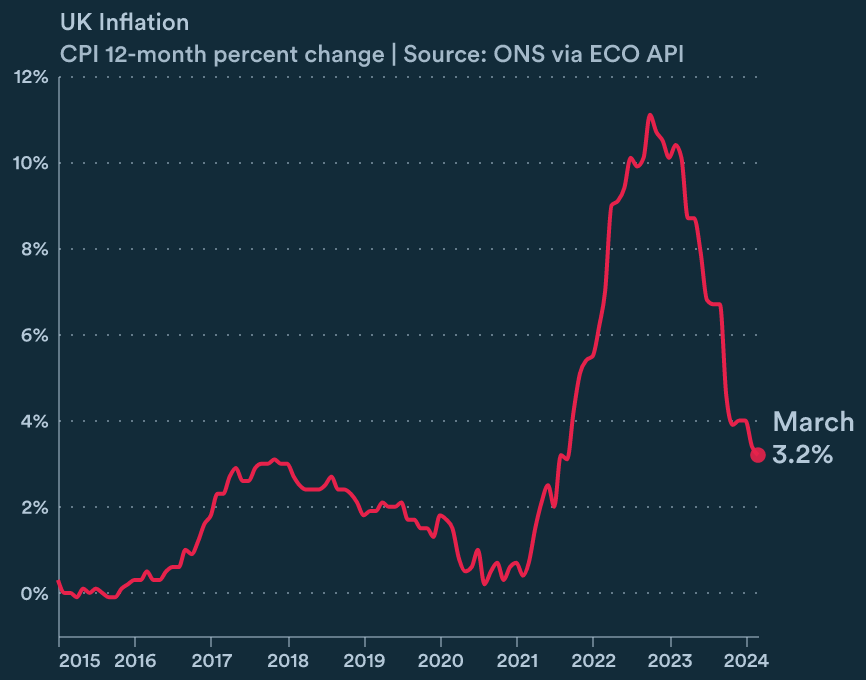 UK Inflation
CPI 12-month percent change | Source: ONS via ECO API
12%
10%
8%
6%
4%
2%
0%
March
3.2%
2015 2016 2017 2018 2019 2020 2021 2022 2023 2024